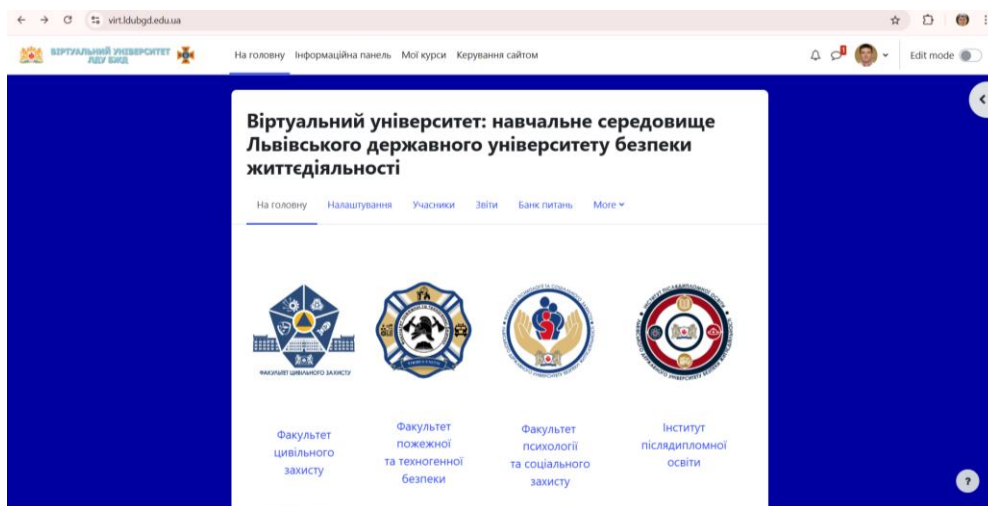 virt.ldubgd.edu.ua
ВІРТУАЛЬНИЙ УНІВЕРСИТЕТ
ЛДУ БЖД
На головну Інформаційна панель Мої курси Керування сайтом
Edit mode
Віртуальний університет: навчальне середовище
Львівського державного університету безпеки
життєдіяльності
На головну Налаштування Учасники Звіти Банк питань More
ФАКУЛЬТЕТ ЦИВІЛЬНОГО ЗАХИСТУ
Факультет
цивільного
захисту
Факультет
пожежної
та техногенної
безпеки
Факультет
психології
та соціального
захисту
Інститут
післядипломної
освіти
?